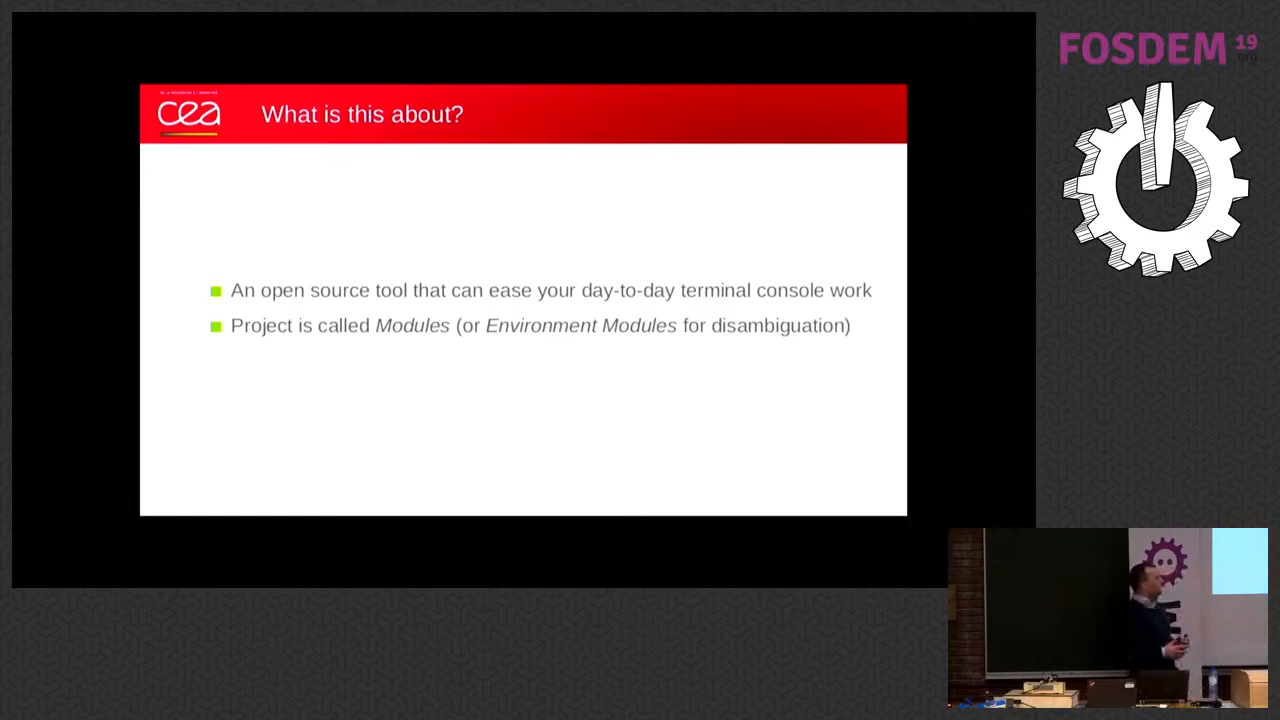 FOSDEM 19
.org
cea
What is this about?
An open source tool that can ease your day-to-day terminal console work
Project is called Modules (or Environment Modules for disambiguation)